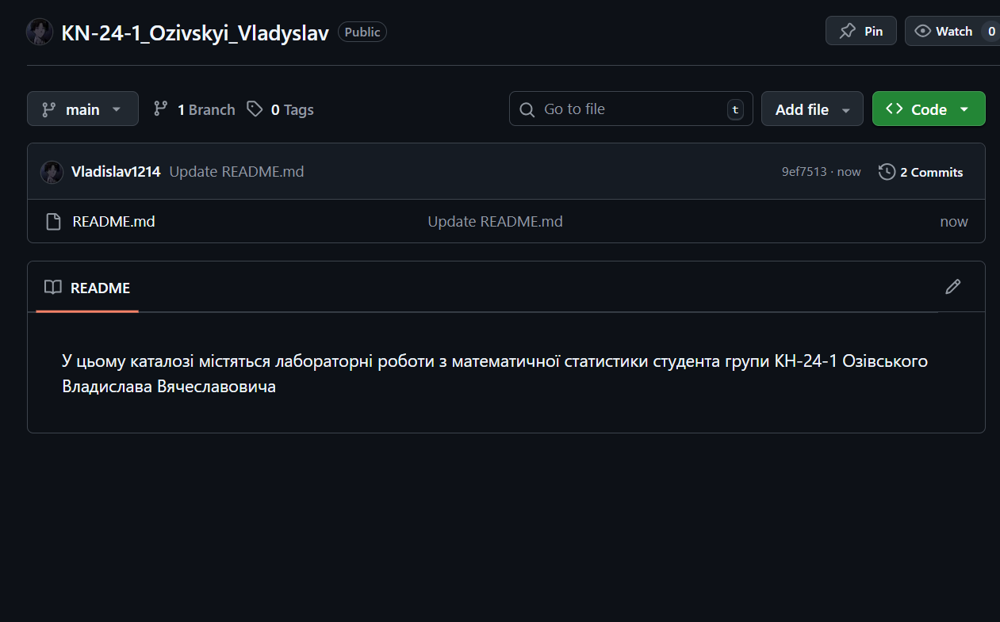 KN-24-1_Ozivskyi_Vladyslav Public Pin Watch 0
main 1 Branch 0 Tags Go to file t Add file Code
Vladislav1214 Update README.md 9ef7513 · now 2 Commits
README.md Update README.md now
README
У цьому каталозі містяться лабораторні роботи з математичної статистики студента групи КН-24-1 Озівського
Владислава Вячеславовича